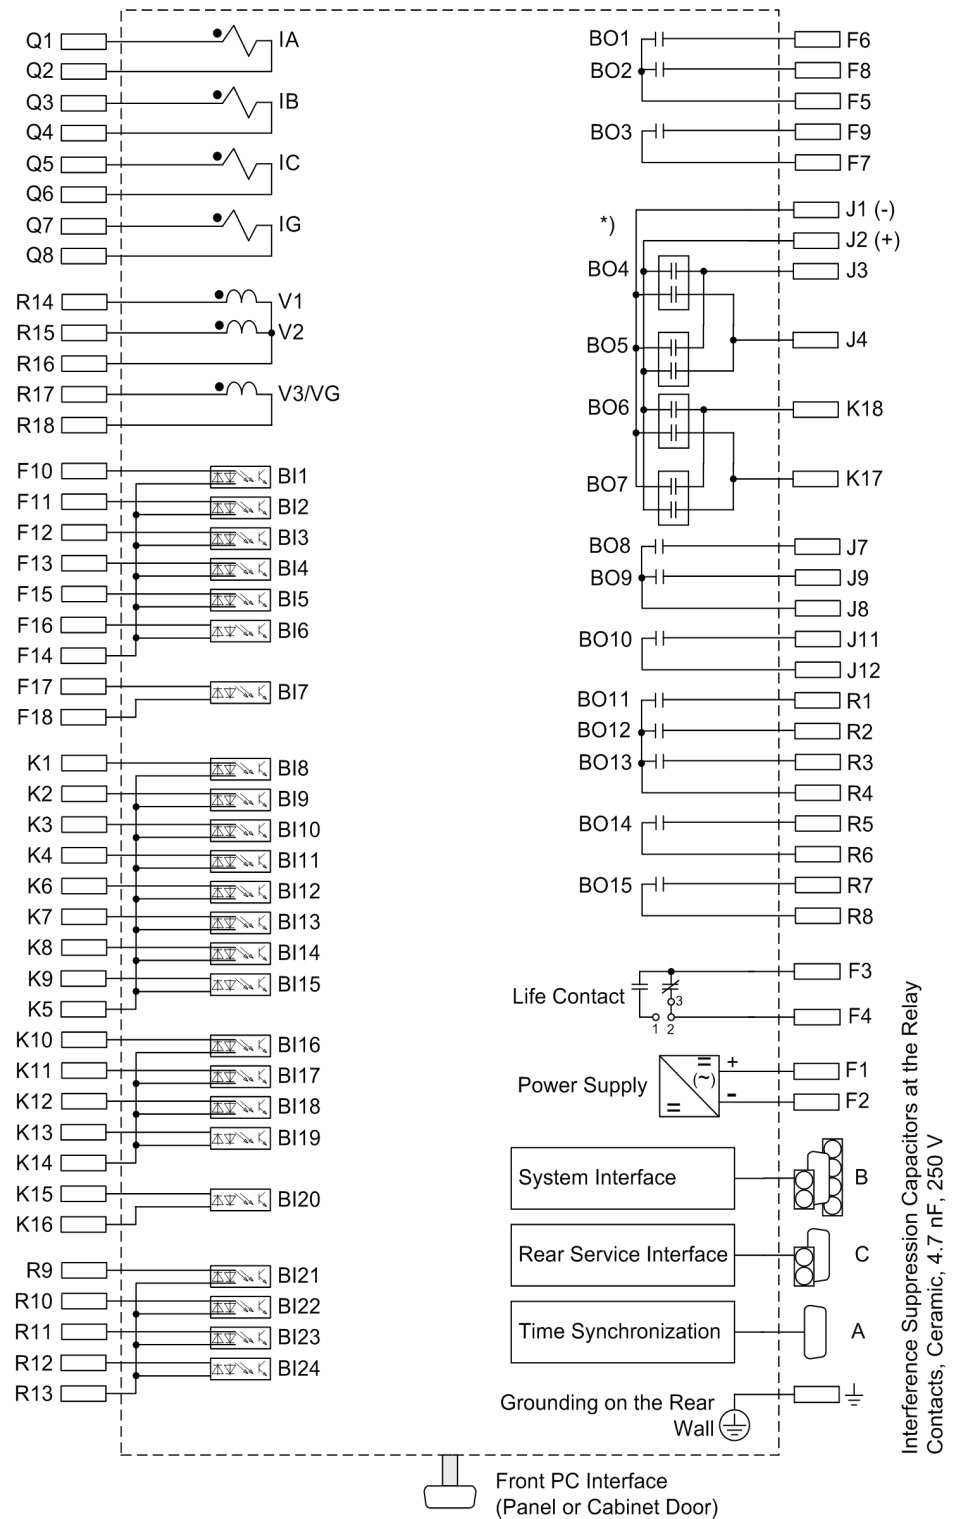 Q1
IA
Q2
Q3
IB
Q4
Q5
IC
Q6
Q7
IG
Q8
R14
V1
R15
V2
R16
R17
V3/VG
R18
F10
BI1
F11
BI2
F12
BI3
F13
BI4
F15
BI5
F16
BI6
F14
F17
BI7
F18
K1
BI8
K2
BI9
K3
BI10
K4
BI11
K6
BI12
K7
BI13
K8
BI14
K9
BI15
K5
K10
BI16
K11
BI17
K12
BI18
K13
BI19
K14
K15
BI20
K16
R9
BI21
R10
BI22
R11
BI23
R12
BI24
R13
BO1
F6
BO2
F8
F5
BO3
F9
F7
*)
J1 (-)
J2 (+)
BO4
J3
BO5
J4
BO6
K18
BO7
K17
BO8
J7
BO9
J9
J8
BO10
J11
J12
BO11
R1
BO12
R2
BO13
R3
R4
BO14
R5
R6
BO15
R7
R8
Life Contact
3
1 2
F3
F4
Power Supply
=
(~)
=
+
-
F1
F2
System Interface
B
Rear Service Interface
C
Time Synchronization
A
Grounding on the Rear
Wall
Front PC Interface
(Panel or Cabinet Door)
Interference Suppression Capacitors at the Relay
Contacts, Ceramic, 4.7 nF, 250 V